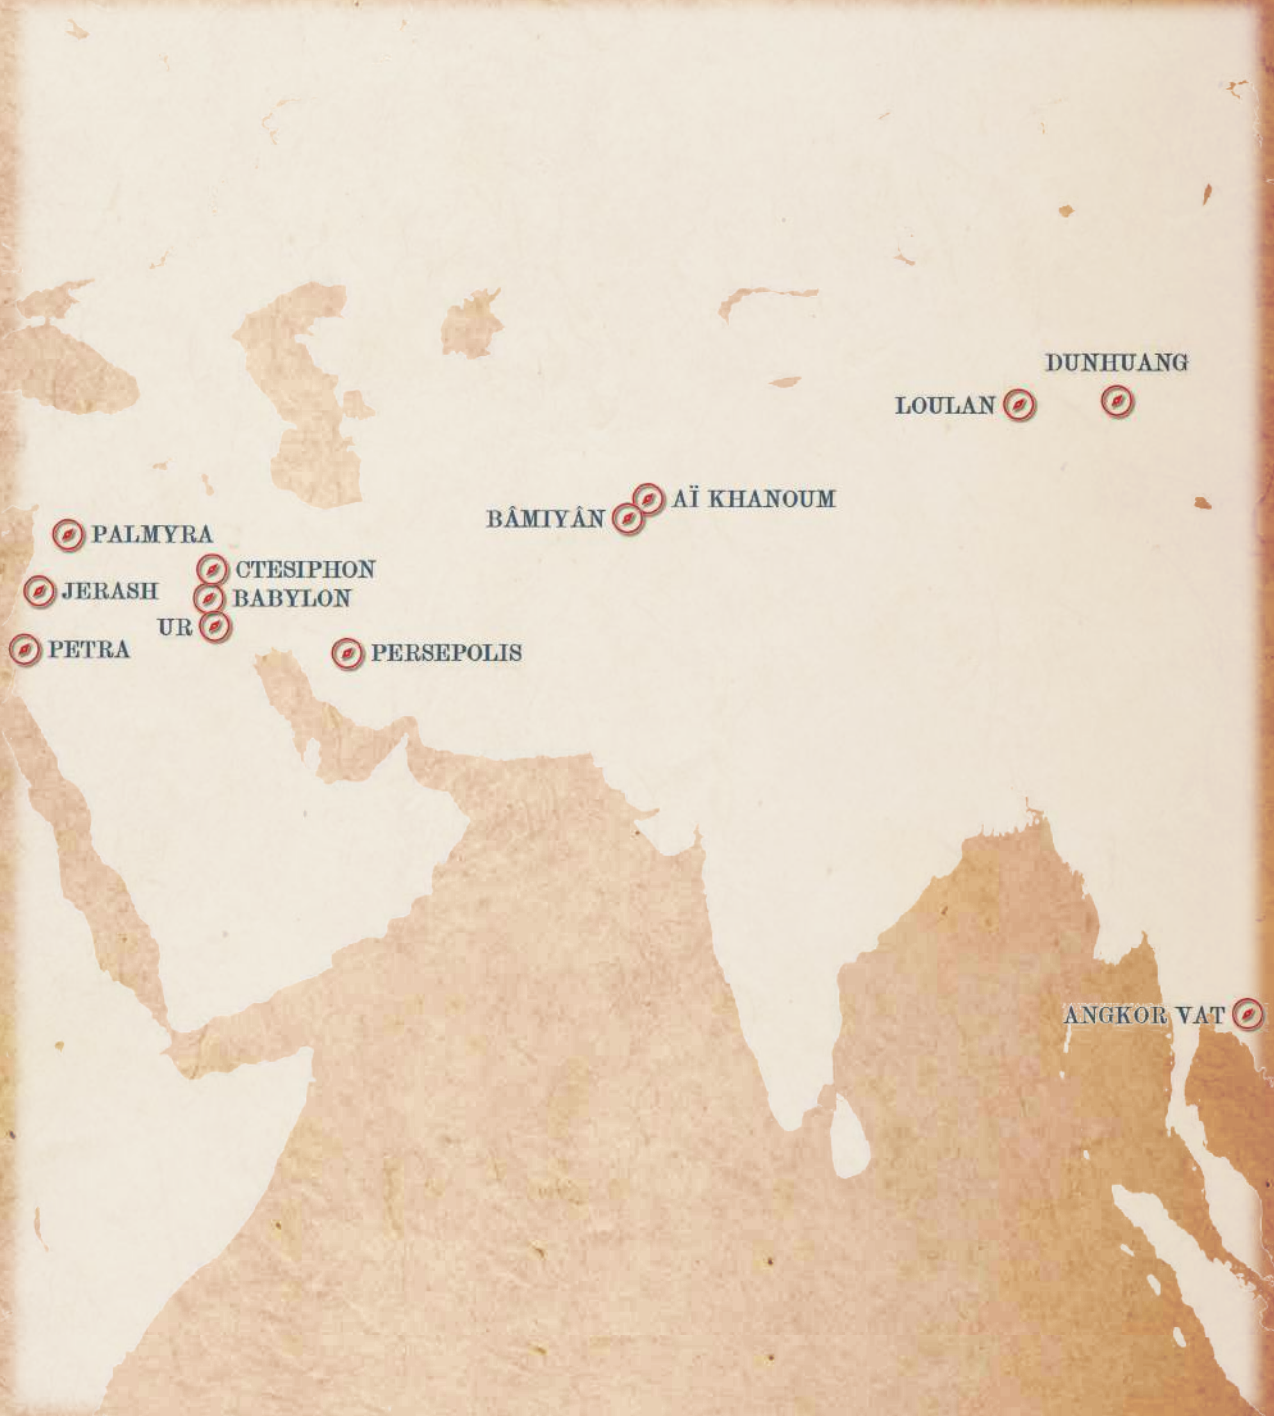 DUNHUANG
LOULAN
AÏ KHANOUM
BÂMIYÂN
PALMYRA
CTESIPHON
JERASH
BABYLON
UR
PETRA
PERSEPOLIS
ANGKOR VAT